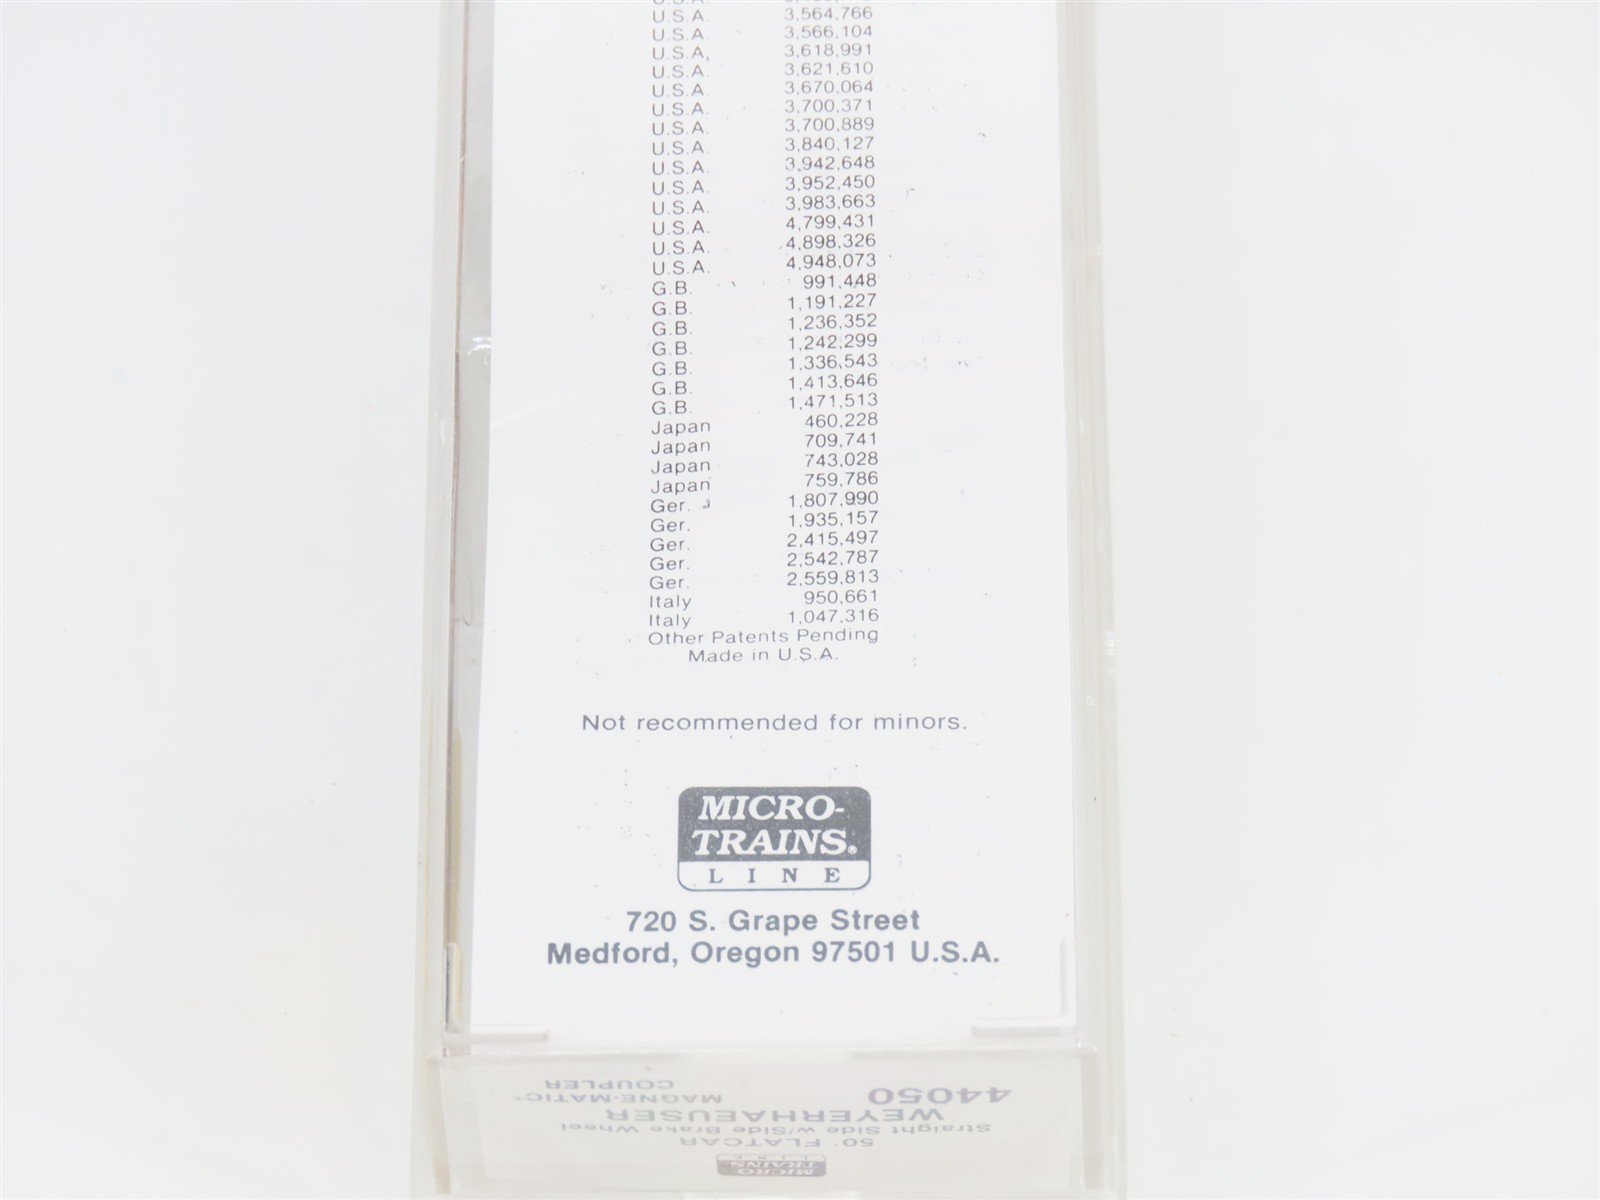 U.S.A. 3,564,766
U.S.A. 3,566,104
U.S.A. 3,618,991
U.S.A. 3,621,610
U.S.A. 3,670,064
U.S.A. 3,700,371
U.S.A. 3,700,889
U.S.A. 3,840,127
U.S.A. 3,942,648
U.S.A. 3,952,450
U.S.A. 3,983,663
U.S.A. 4,799,431
U.S.A. 4,898,326
U.S.A. 4,948,073
G.B. 991,448
G.B. 1,191,227
G.B. 1,236,352
G.B. 1,242,299
G.B. 1,336,543
G.B. 1,413,646
G.B. 1,471,513
Japan 460,228
Japan 709,741
Japan 743,028
Japan 759,786
Ger. 1,807,990
Ger. 1,935,157
Ger. 2,415,497
Ger. 2,542,787
Ger. 2,559,813
Italy 950,661
Italy 1,047,316
Other Patents Pending
Made in U.S.A.
Not recommended for minors.
MICRO-
TRAINS®
LINE
720 S. Grape Street
Medford, Oregon 97501 U.S.A.
MICRO
TRAINS
LINE
50' FLATCAR
Straight Side w/Side Brake Wheel
WEYERHAEUSER
44050 MAGNE-MATIC
COUPLER